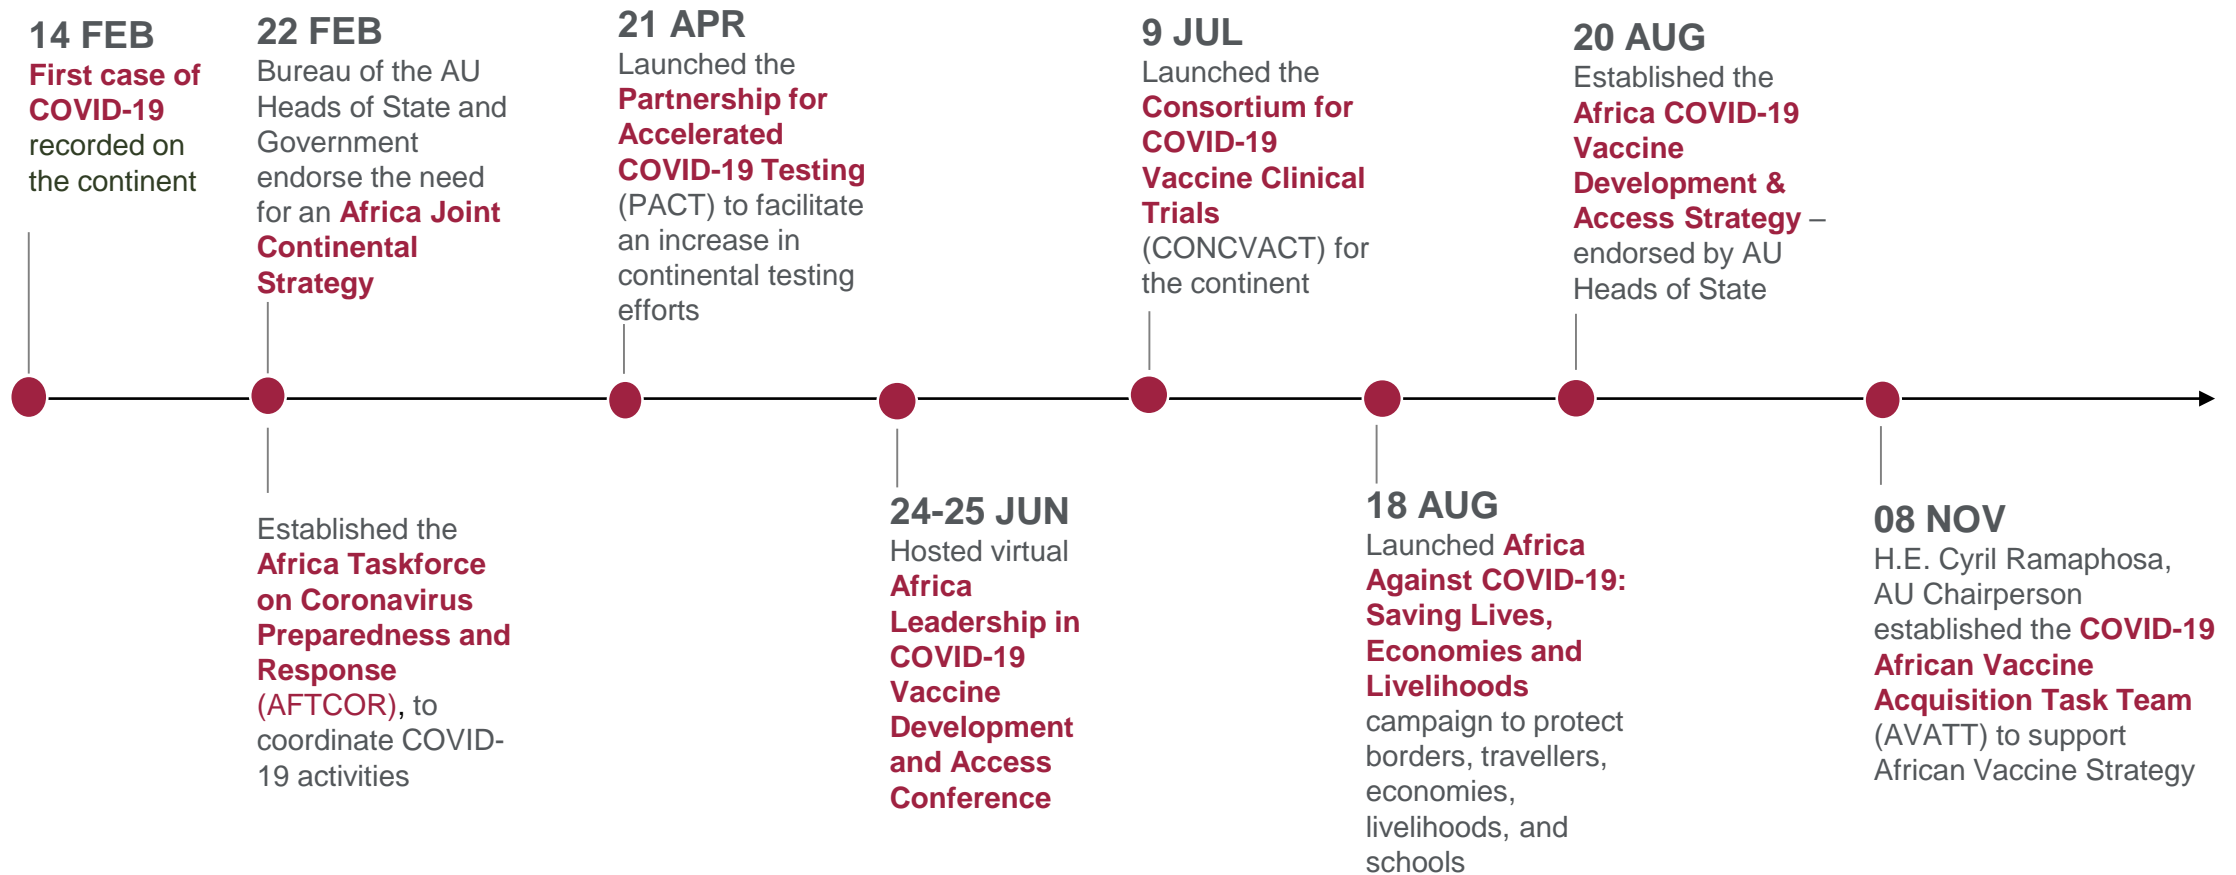 14 FEB
First case of
COVID-19
recorded on
the continent
22 FEB
Bureau of the AU
Heads of State and
Government
endorse the need
for an Africa Joint
Continental
Strategy
Established the
Africa Taskforce
on Coronavirus
Preparedness and
Response
(AFTCOR), to
coordinate COVID-
19 activities
21 APR
Launched the
Partnership for
Accelerated
COVID-19 Testing
(PACT) to facilitate
an increase in
continental testing
efforts
24-25 JUN
Hosted virtual
Africa
Leadership in
COVID-19
Vaccine
Development
and Access
Conference
9 JUL
Launched the
Consortium for
COVID-19
Vaccine Clinical
Trials
(CONCVACT) for
the continent
18 AUG
Launched Africa
Against COVID-19:
Saving Lives,
Economies and
Livelihoods
campaign to protect
borders, travellers,
economies,
livelihoods, and
schools
20 AUG
Established the
Africa COVID-19
Vaccine
Development &
Access Strategy –
endorsed by AU
Heads of State
08 NOV
H.E. Cyril Ramaphosa,
AU Chairperson
established the COVID-19
African Vaccine
Acquisition Task Team
(AVATT) to support
African Vaccine Strategy